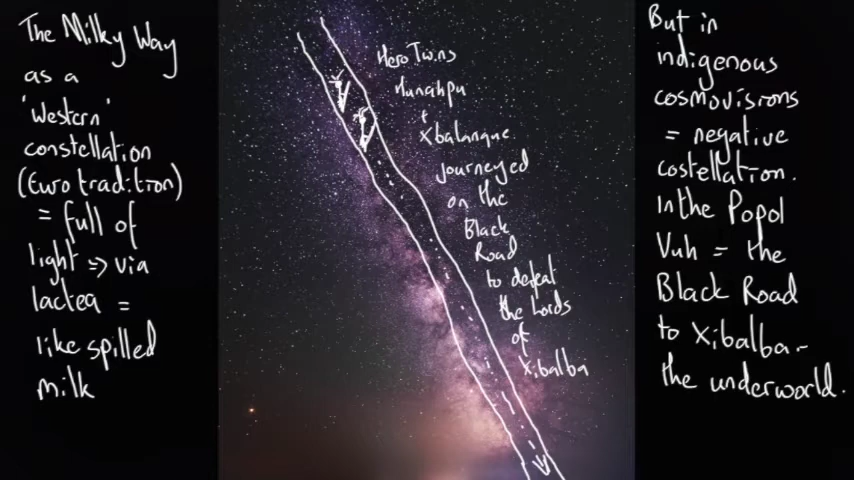 The Milky Way
as a
'Western'
constellation
(Euro tradition)
= full of
light => via
lactea =
like spilled
milk
Hero Twins
Hunahpu
+
Xbalanque
journeyed
on the
Black
Road
to defeat
the Lords
of
Xibalba
But in
indigenous
cosmovisions
= negative
costellation.
In the Popol
Vuh = the
Black Road
to Xibalba -
the underworld.